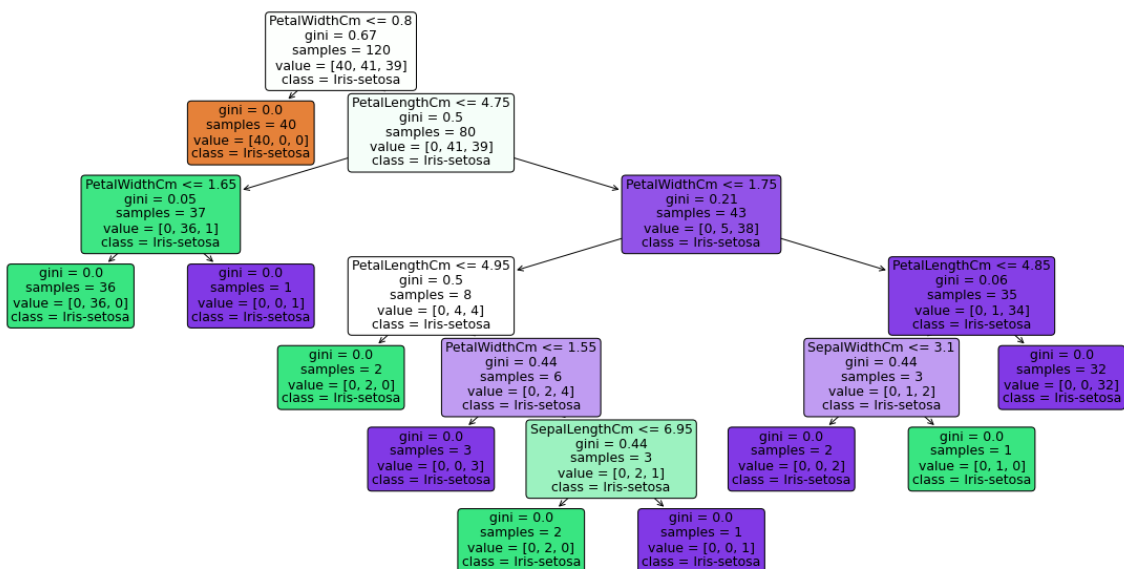 PetalWidthCm <= 0.8
gini = 0.67
samples = 120
value = [40, 41, 39]
class = Iris-setosa
gini = 0.0
samples = 40
value = [40, 0, 0]
class = Iris-setosa
PetalLengthCm <= 4.75
gini = 0.5
samples = 80
value = [0, 41, 39]
class = Iris-setosa
PetalWidthCm <= 1.65
gini = 0.05
samples = 37
value = [0, 36, 1]
class = Iris-setosa
PetalWidthCm <= 1.75
gini = 0.21
samples = 43
value = [0, 5, 38]
class = Iris-setosa
gini = 0.0
samples = 36
value = [0, 36, 0]
class = Iris-setosa
gini = 0.0
samples = 1
value = [0, 0, 1]
class = Iris-setosa
PetalLengthCm <= 4.95
gini = 0.5
samples = 8
value = [0, 4, 4]
class = Iris-setosa
PetalLengthCm <= 4.85
gini = 0.06
samples = 35
value = [0, 1, 34]
class = Iris-setosa
gini = 0.0
samples = 2
value = [0, 2, 0]
class = Iris-setosa
PetalWidthCm <= 1.55
gini = 0.44
samples = 6
value = [0, 2, 4]
class = Iris-setosa
SepalWidthCm <= 3.1
gini = 0.44
samples = 3
value = [0, 1, 2]
class = Iris-setosa
gini = 0.0
samples = 32
value = [0, 0, 32]
class = Iris-setosa
gini = 0.0
samples = 3
value = [0, 0, 3]
class = Iris-setosa
SepalLengthCm <= 6.95
gini = 0.44
samples = 3
value = [0, 2, 1]
class = Iris-setosa
gini = 0.0
samples = 2
value = [0, 0, 2]
class = Iris-setosa
gini = 0.0
samples = 1
value = [0, 1, 0]
class = Iris-setosa
gini = 0.0
samples = 2
value = [0, 2, 0]
class = Iris-setosa
gini = 0.0
samples = 1
value = [0, 0, 1]
class = Iris-setosa